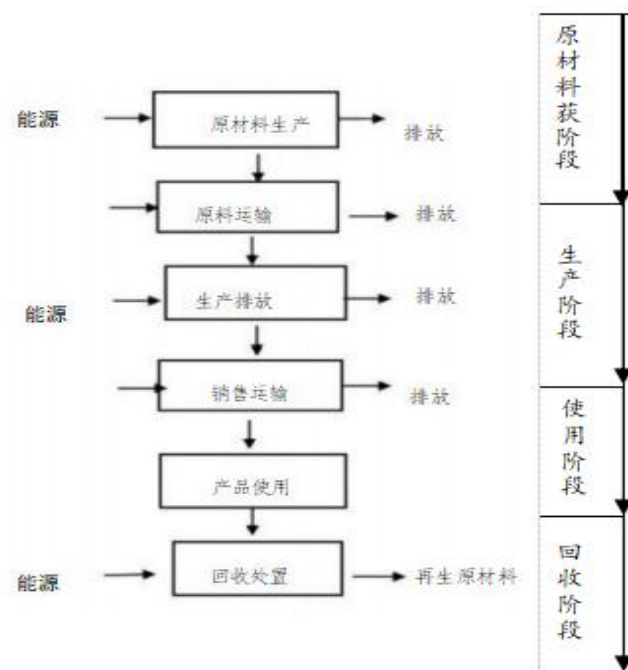 能源
原材料生产
排放
原料运输
排放
能源
生产排放
排放
销售运输
排放
产品使用
能源
回收处置
再生原材料
原材料获阶段
生产阶段
使用阶段
回收阶段